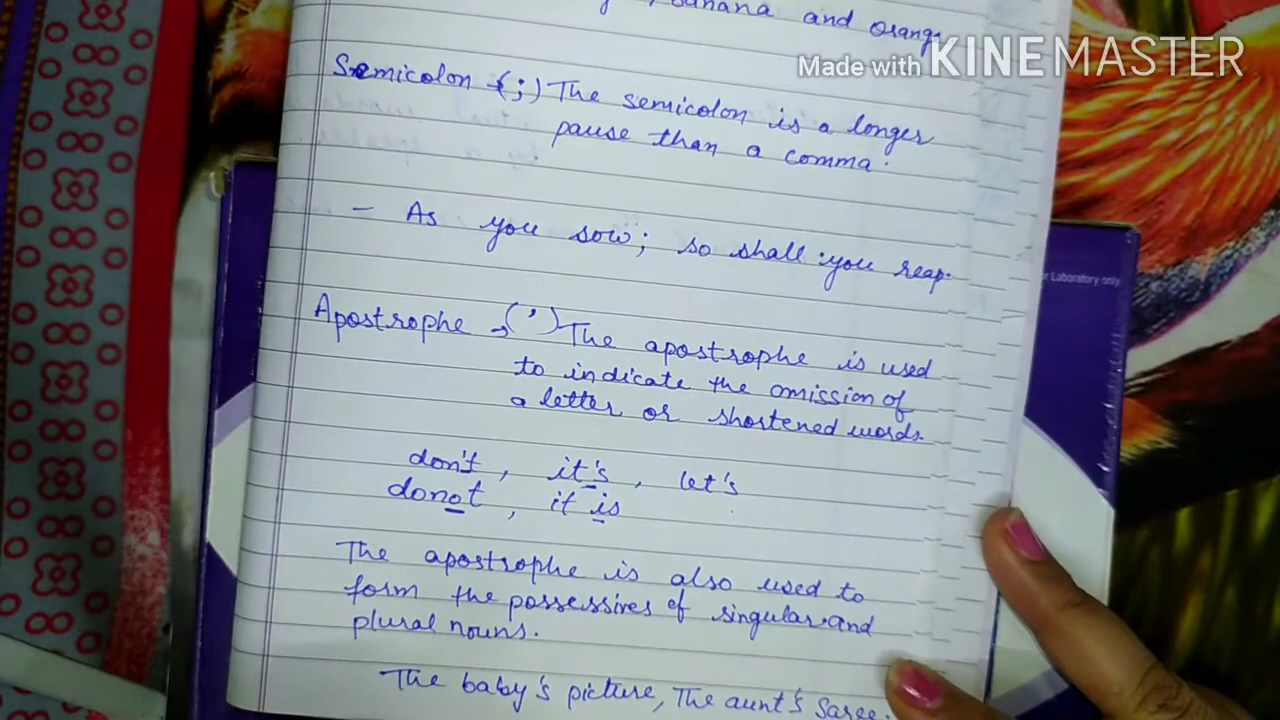 banana and orange
Made with KINEMASTER
Semicolon → (;) The semicolon is a longer
pause than a comma.
- As you sow; so shall you reap.
or Laboratory only
Apostrophe → (') The apostrophe is used
to indicate the omission of
a letter or shortened words.
don't, it's, let's
donot, it is
The apostrophe is also used to
form the possessives of singular and
plural nouns.
The baby's picture, The aunt's saree.